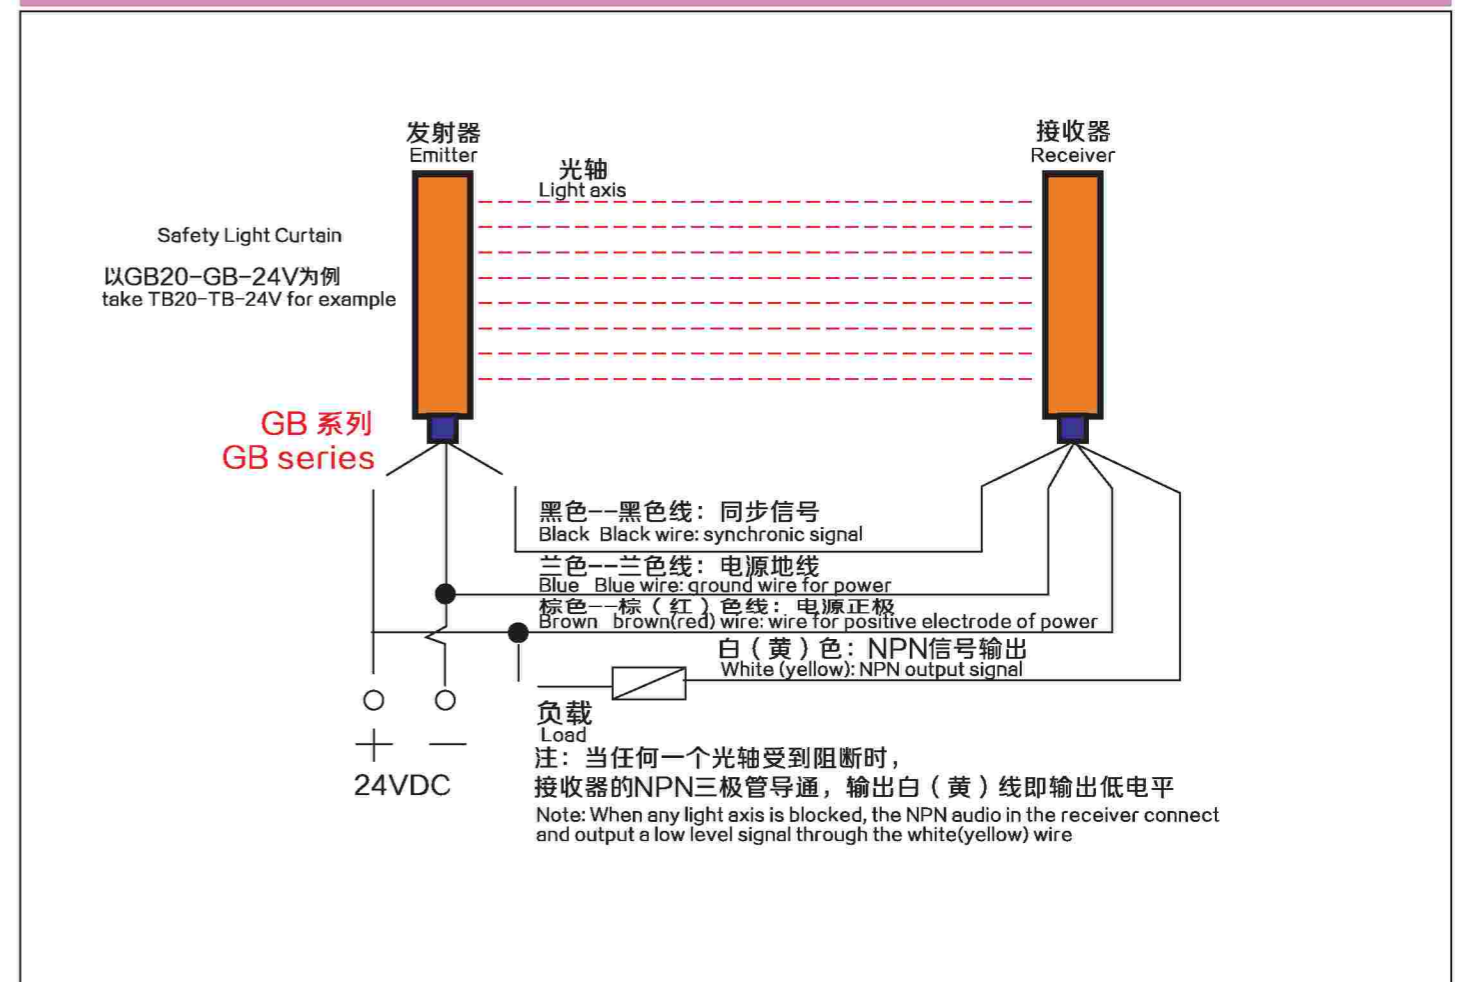 发射器
Emitter
接收器
Receiver
光轴
Light axis
Safety Light Curtain
以GB20-GB-24V为例
take TB20-TB-24V for example
GB 系列
GB series
黑色--黑色线：同步信号
Black Black wire: synchronic signal
兰色--兰色线：电源地线
Blue Blue wire: ground wire for power
棕色--棕（红）色线：电源正极
Brown brown(red) wire: wire for positive electrode of power
白（黄）色：NPN信号输出
White (yellow): NPN output signal
负载
Load
24VDC
注：当任何一个光轴受到阻断时，
接收器的NPN三极管导通，输出白（黄）线即输出低电平
Note: When any light axis is blocked, the NPN audio in the receiver connect
and output a low level signal through the white(yellow) wire